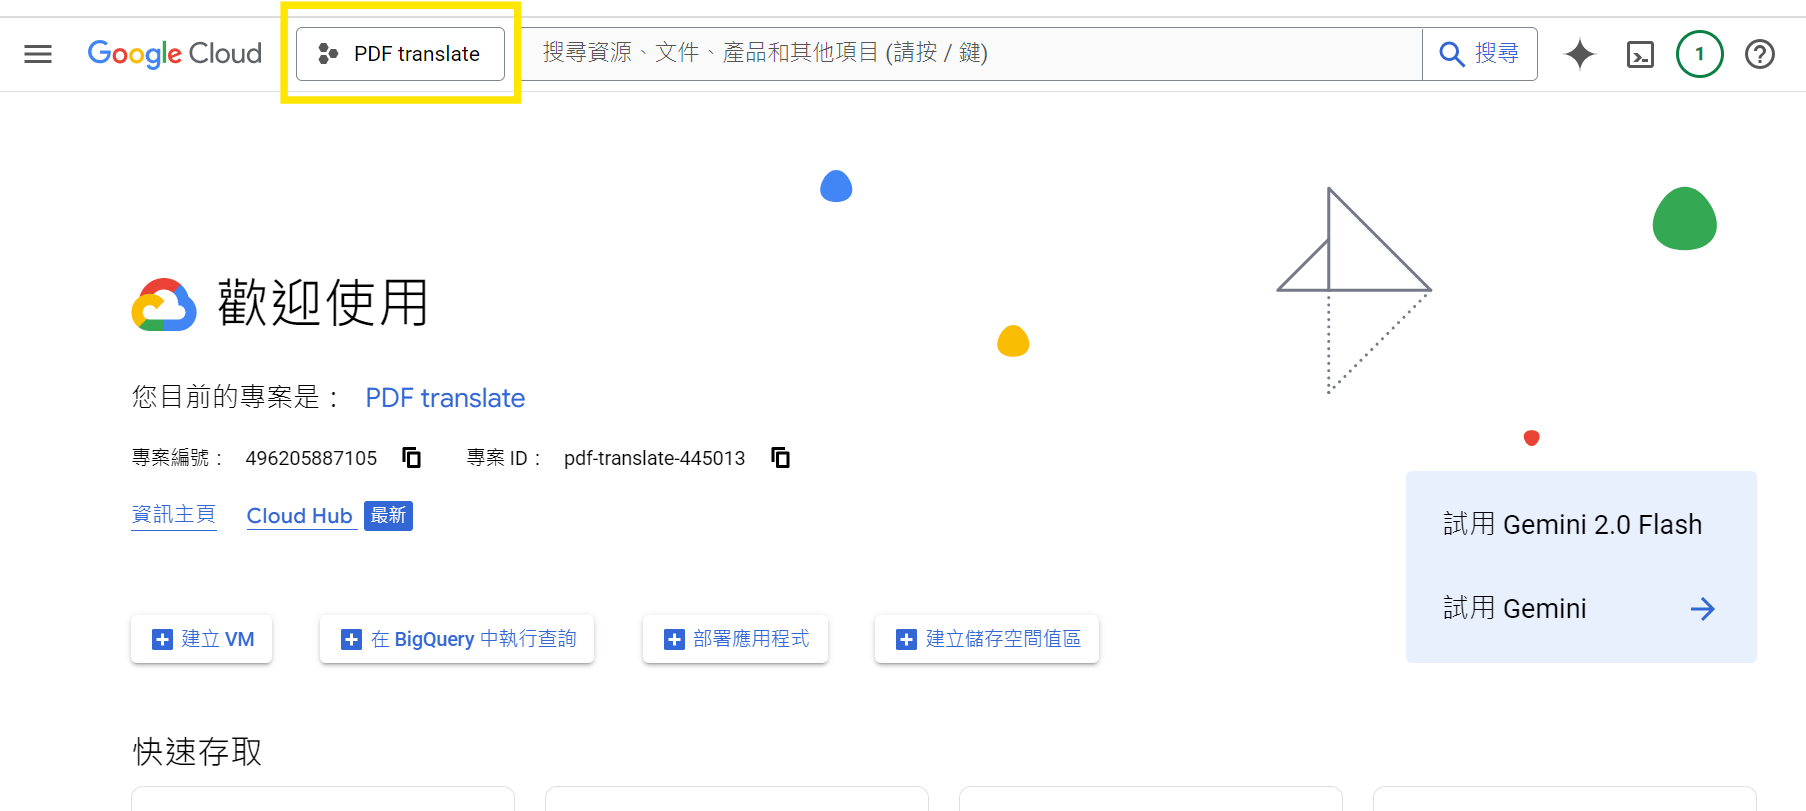 Google Cloud
PDF translate
搜尋資源、文件、產品和其他項目 (請按 / 鍵)
搜尋
1
歡迎使用
您目前的專案是： PDF translate
專案編號： 496205887105 專案 ID： pdf-translate-445013
資訊主頁 Cloud Hub 最新
試用 Gemini 2.0 Flash
試用 Gemini
建立 VM
在 BigQuery 中執行查詢
部署應用程式
建立儲存空間值區
快速存取